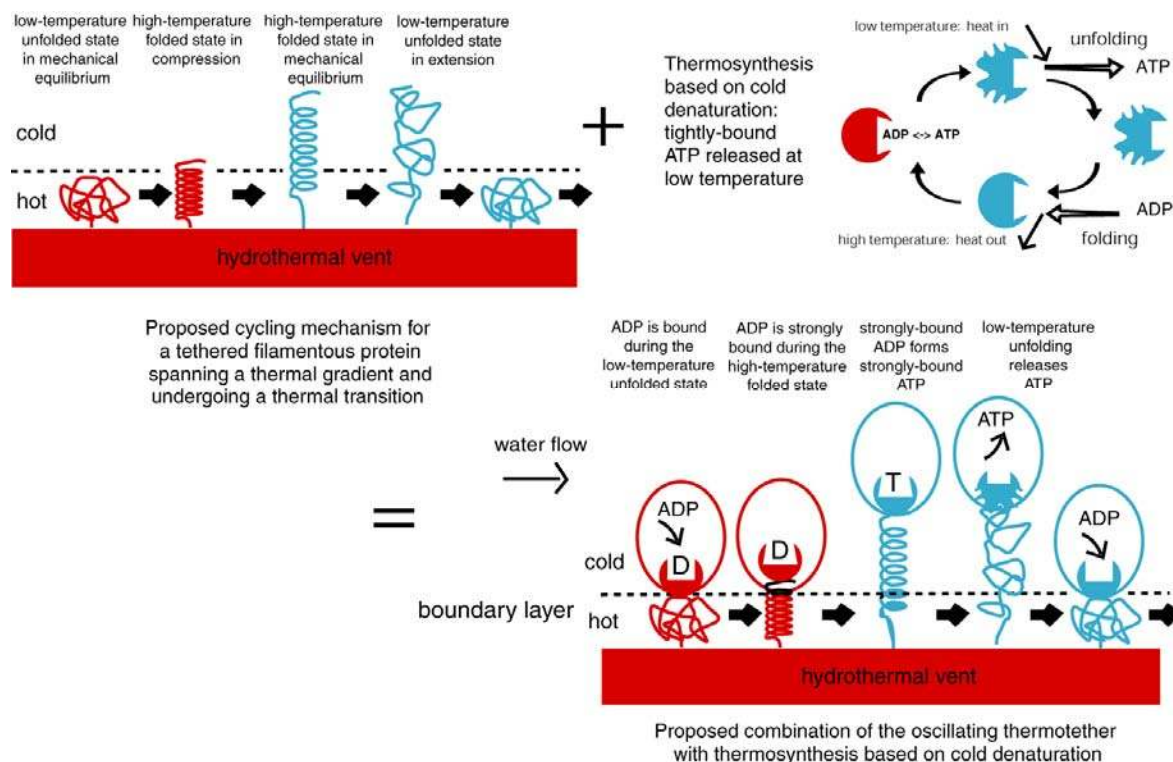 low-temperature
unfolded state
in mechanical
equilibrium
high-temperature
folded state in
compression
high-temperature
folded state in
mechanical
equilibrium
low-temperature
unfolded state
in extension
cold
hot
hydrothermal vent
Proposed cycling mechanism for
a tethered filamentous protein
spanning a thermal gradient and
undergoing a thermal transition
+
Thermosynthesis
based on cold
denaturation:
tightly-bound
ATP released at
low temperature
low temperature: heat in
unfolding
ATP
ADP <-> ATP
ADP
folding
high temperature: heat out
=
water flow
boundary layer
ADP is bound
during the
low-temperature
unfolded state
ADP is strongly
bound during the
high-temperature
folded state
strongly-bound
ADP forms
strongly-bound
ATP
low-temperature
unfolding
releases
ATP
ADP
D
D
T
ATP
ADP
cold
hot
hydrothermal vent
Proposed combination of the oscillating thermotether
with thermosynthesis based on cold denaturation